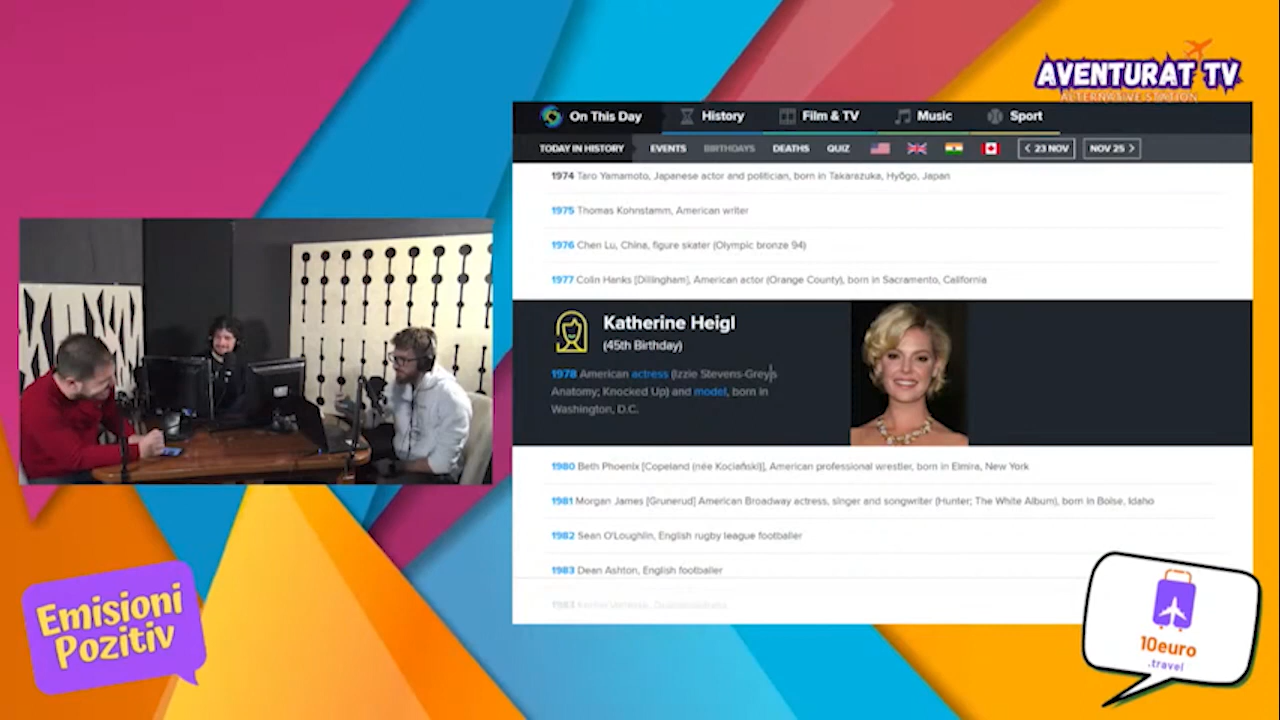 AVENTURAT TV
ALTERNATIVE STATION
On This Day
History
Film & TV
Music
Sport
TODAY IN HISTORY
EVENTS
BIRTHDAYS
DEATHS
QUIZ
< 23 NOV
NOV 25 >
1974 Taro Yamamoto, Japanese actor and politician, born in Takarazuka, Hyōgo, Japan
1975 Thomas Kohnstamm, American writer
1976 Chen Lu, China, figure skater (Olympic bronze 94)
1977 Colin Hanks [Dillingham], American actor (Orange County), born in Sacramento, California
Katherine Heigl
(45th Birthday)
1978 American actress (Izzie Stevens-Grey's
Anatomy; Knocked Up) and model, born in
Washington, D.C.
1980 Beth Phoenix [Copeland (née Kociański)], American professional wrestler, born in Elmira, New York
1981 Morgan James [Grunerud] American Broadway actress, singer and songwriter (Hunter; The White Album), born in Boise, Idaho
1982 Sean O'Loughlin, English rugby league footballer
1983 Dean Ashton, English footballer
1983
Emisioni
Pozitiv
10euro
.travel